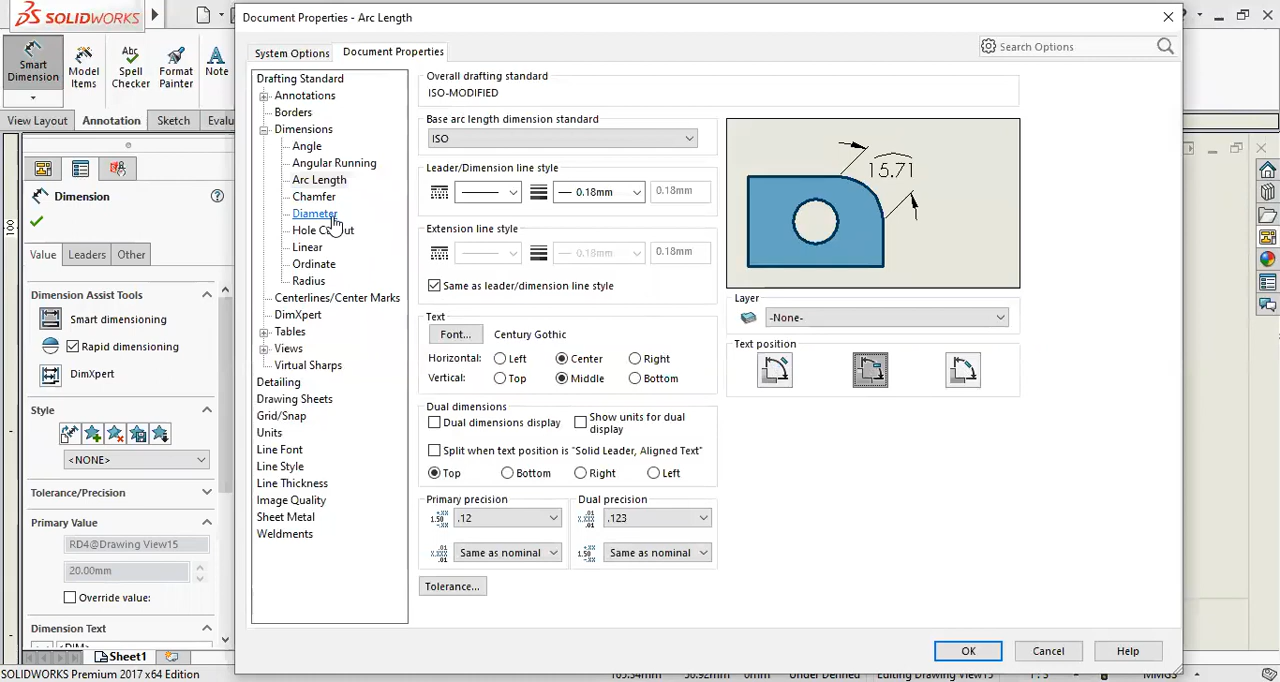 SOLIDWORKS
Document Properties - Arc Length
System Options
Document Properties
Search Options
Smart
Dimension
Model
Items
Abc
Spell
Checker
Format
Painter
Note
View Layout
Annotation
Sketch
Evalu
Dimension
Value
Leaders
Other
Dimension Assist Tools
Smart dimensioning
Rapid dimensioning
DimXpert
Style
<NONE>
Tolerance/Precision
Primary Value
RD4@Drawing View15
20.00mm
Override value:
Dimension Text
<DIM>
100
Drafting Standard
Annotations
Borders
Dimensions
Angle
Angular Running
Arc Length
Chamfer
Diameter
Hole C
ut
Linear
Ordinate
Radius
Centerlines/Center Marks
DimXpert
Tables
Views
Virtual Sharps
Detailing
Drawing Sheets
Grid/Snap
Units
Line Font
Line Style
Line Thickness
Image Quality
Sheet Metal
Weldments
Overall drafting standard
ISO-MODIFIED
Base arc length dimension standard
ISO
Leader/Dimension line style
0.18mm
0.18mm
Extension line style
0.18mm
0.18mm
Same as leader/dimension line style
Text
Font...
Century Gothic
Horizontal:
Left
Center
Right
Vertical:
Top
Middle
Bottom
Dual dimensions
Dual dimensions display
Show units for dual
display
Split when text position is "Solid Leader, Aligned Text"
Top
Bottom
Right
Left
Primary precision
.12
Same as nominal
Dual precision
.123
Same as nominal
Tolerance...
15.71
Layer
-None-
Text position
OK
Cancel
Help
Sheet1
SOLIDWORKS Premium 2017 x64 Edition